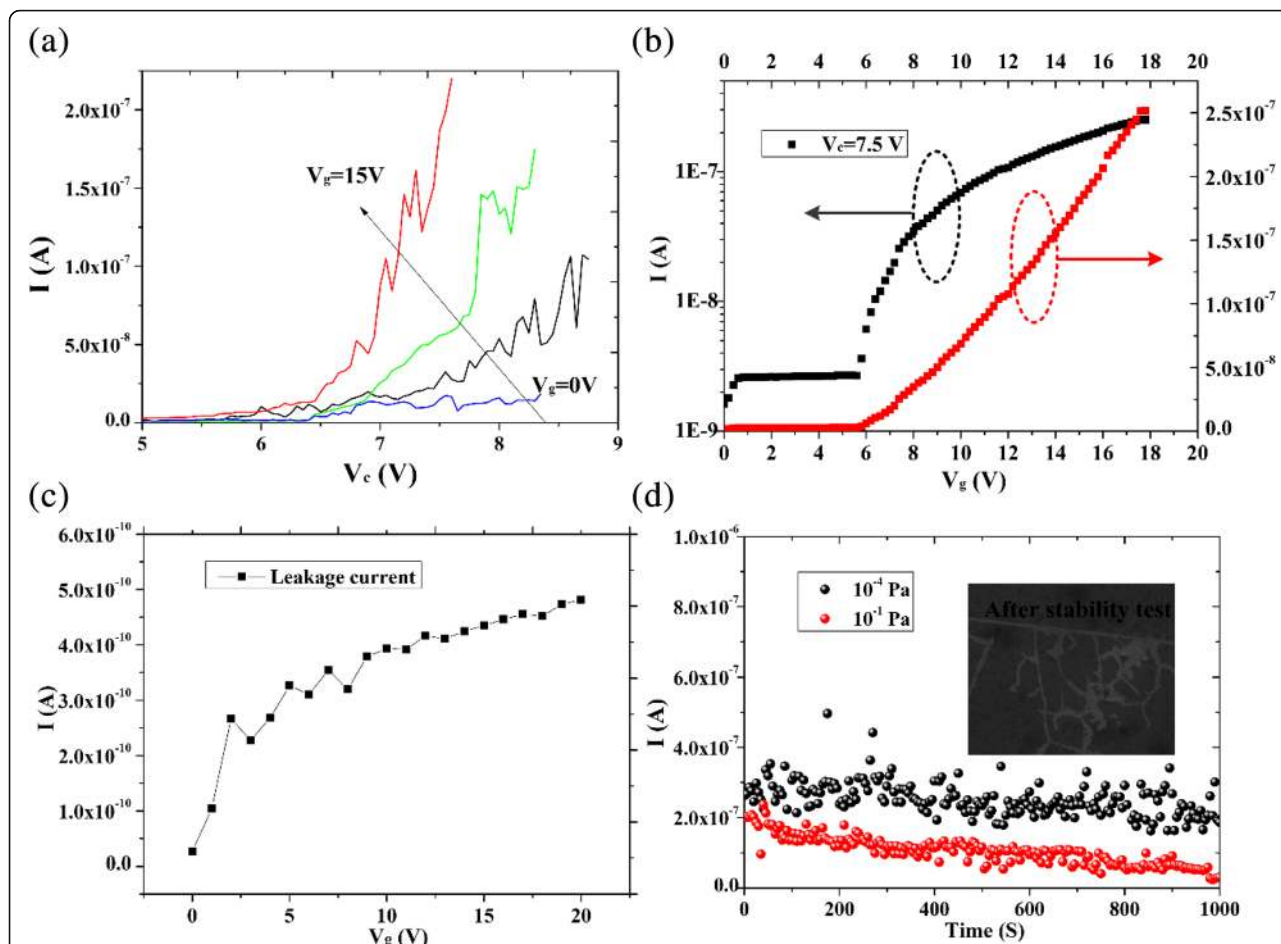 (a)
I (A)
2.0x10⁻⁷
1.5x10⁻⁷
1.0x10⁻⁷
5.0x10⁻⁸
0.0
Vg=15V
Vg=0V
5 6 7 8 9
Vc (V)
(b)
0 2 4 6 8 10 12 14 16 18 20
I (A)
1E-7
1E-8
1E-9
Vc=7.5 V
2.5x10⁻⁷
2.0x10⁻⁷
1.5x10⁻⁷
1.0x10⁻⁷
5.0x10⁻⁸
0.0
0 2 4 6 8 10 12 14 16 18 20
Vg (V)
(c)
I (A)
6.0x10⁻¹⁰
5.0x10⁻¹⁰
4.0x10⁻¹⁰
3.0x10⁻¹⁰
2.0x10⁻¹⁰
1.0x10⁻¹⁰
0.0
Leakage current
0 5 10 15 20
Vg (V)
(d)
I (A)
1.0x10⁻⁶
8.0x10⁻⁷
6.0x10⁻⁷
4.0x10⁻⁷
2.0x10⁻⁷
0.0
10⁻⁴ Pa
10⁻¹ Pa
After stability test
0 200 400 600 800 1000
Time (S)